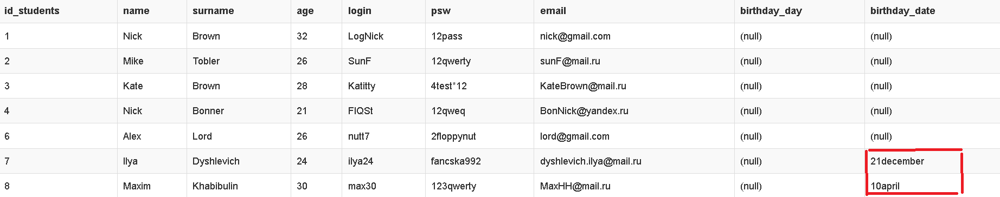 id_students name surname age login psw email birthday_day birthday_date
1 Nick Brown 32 LogNick 12pass nick@gmail.com (null) (null)
2 Mike Tobler 26 SunF 12qwerty sunF@mail.ru (null) (null)
3 Kate Brown 28 Katitty 4test*12 KateBrown@mail.ru (null) (null)
4 Nick Bonner 21 FIQSt 12qweq BonNick@yandex.ru (null) (null)
6 Alex Lord 26 nutt7 2floppynut lord@gmail.com (null) (null)
7 Ilya Dyshlevich 24 ilya24 fancska992 dyshlevich.ilya@mail.ru (null) 21december
8 Maxim Khabibulin 30 max30 123qwerty MaxHH@mail.ru (null) 10april